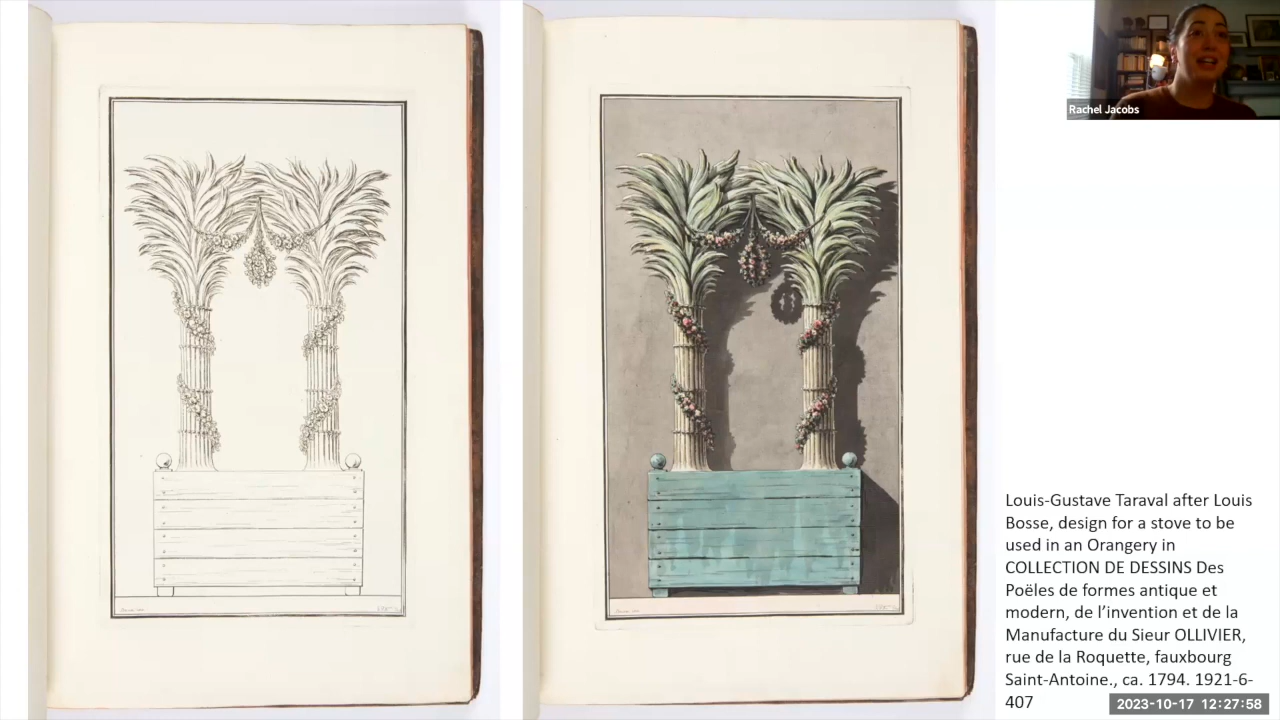 Rachel Jacobs
Louis-Gustave Taraval after Louis
Bosse, design for a stove to be
used in an Orangery in
COLLECTION DE DESSINS Des
Poëles de formes antique et
modern, de l’invention et de la
Manufacture du Sieur OLLIVIER,
rue de la Roquette, fauxbourg
Saint-Antoine., ca. 1794. 1921-6-
407
2023-10-17 12:27:58